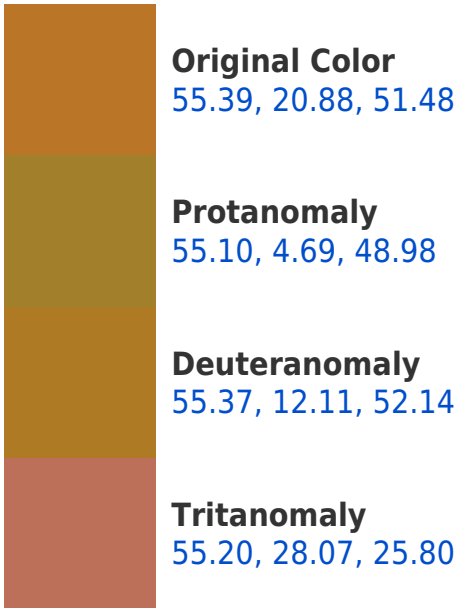 Original Color
55.39, 20.88, 51.48
Protanomaly
55.10, 4.69, 48.98
Deuteranomaly
55.37, 12.11, 52.14
Tritanomaly
55.20, 28.07, 25.80